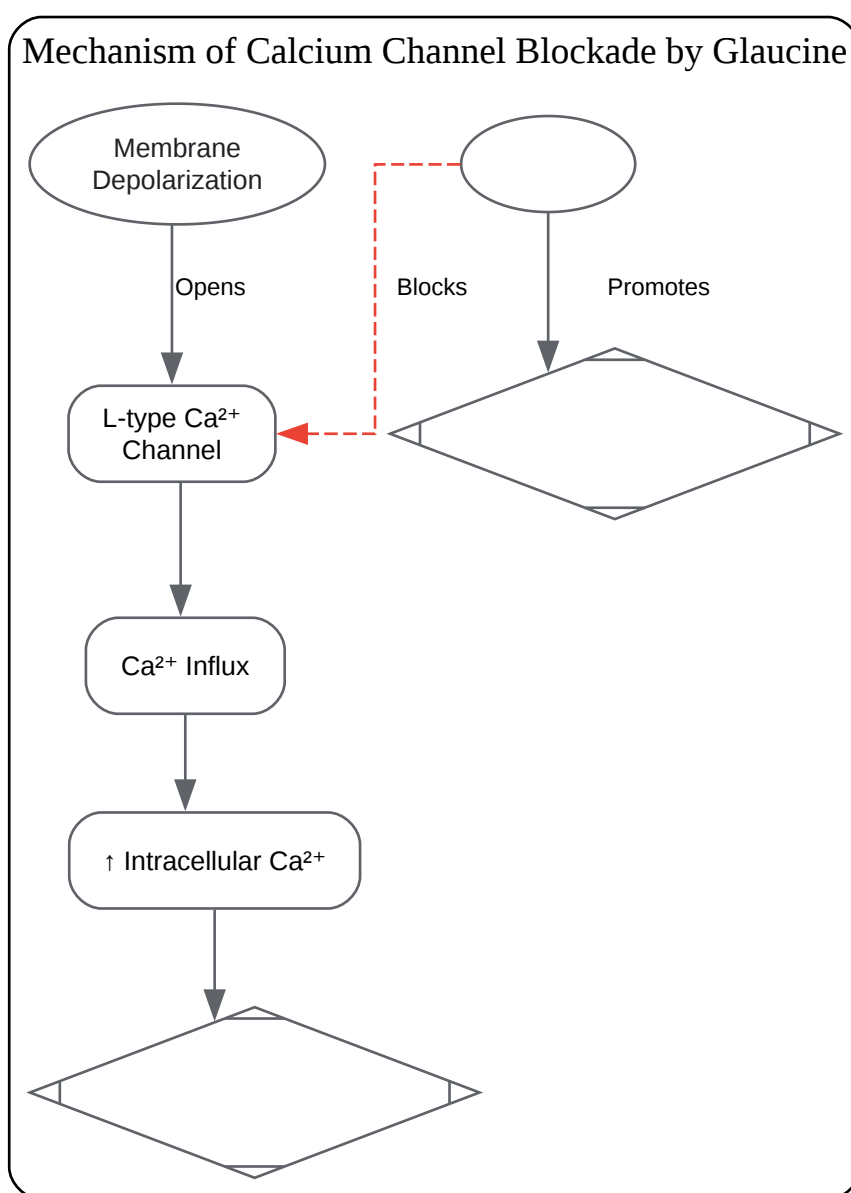 Mechanism of Calcium Channel Blockade by Glaucine
Membrane
Depolarization
Opens
Blocks
Promotes
L-type Ca²⁺
Channel
Ca²⁺ Influx
↑ Intracellular Ca²⁺